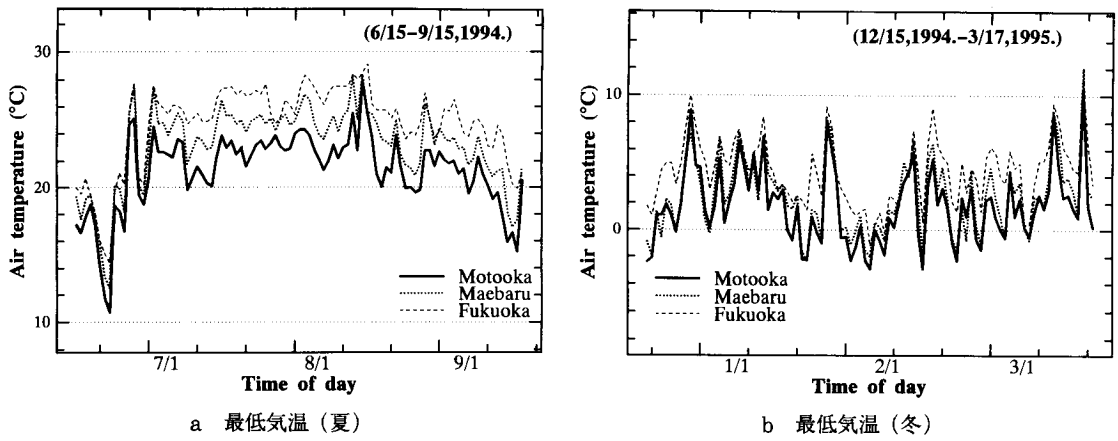 (6/15-9/15,1994.)
30
20
10
Air temperature (°C)
Motooka
Maebaru
Fukuoka
7/1
8/1
9/1
Time of day
a 最低気温（夏）
(12/15,1994.-3/17,1995.)
10
0
Air temperature (°C)
Motooka
Maebaru
Fukuoka
1/1
2/1
3/1
Time of day
b 最低気温（冬）